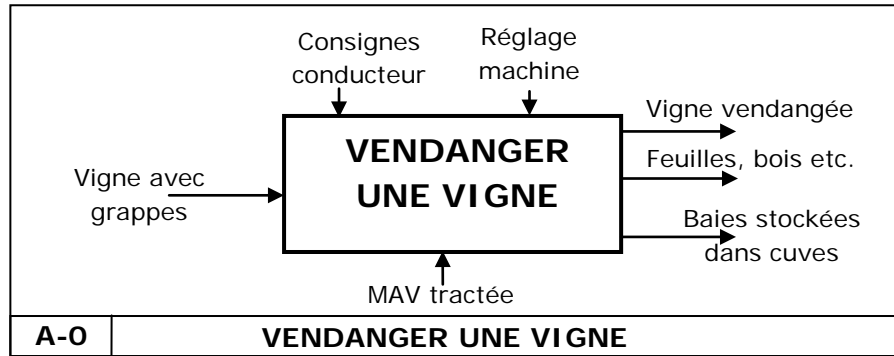 Consignes
conducteur
Réglage
machine
Vigne avec
grappes
VENDANGER
UNE VIGNE
Vigne vendangée
Feuilles, bois etc.
Baies stockées
dans cuves
MAV tractée
A-0
VENDANGER UNE VIGNE